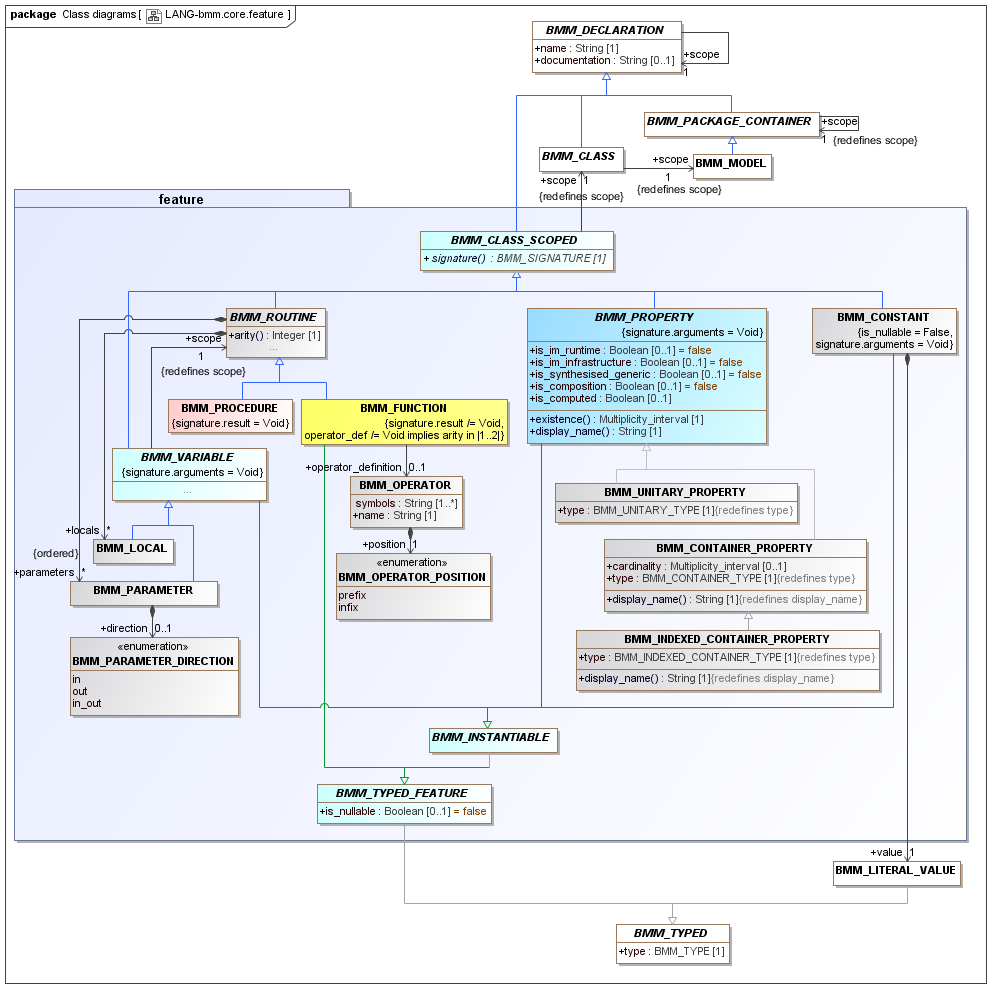 package Class diagrams [ LANG-bmm.core.feature ]
BMM_DECLARATION
+name : String [1]
+documentation : String [0..1]
+scope
1
BMM_PACKAGE_CONTAINER
+scope
1 {redefines scope}
BMM_CLASS
+scope
1
{redefines scope}
BMM_MODEL
+scope 1
{redefines scope}
feature
BMM_CLASS_SCOPED
+ signature() : BMM_SIGNATURE [1]
BMM_ROUTINE
+arity() : Integer [1]
...
+scope
1
{redefines scope}
BMM_PROPERTY
{signature.arguments = Void}
+is_im_runtime : Boolean [0..1] = false
+is_im_infrastructure : Boolean [0..1] = false
+is_synthesised_generic : Boolean [0..1] = false
+is_composition : Boolean [0..1] = false
+is_computed : Boolean [0..1]
+existence() : Multiplicity_interval [1]
+display_name() : String [1]
BMM_CONSTANT
{is_nullable = False,
signature.arguments = Void}
BMM_PROCEDURE
{signature.result = Void}
BMM_FUNCTION
{signature.result /= Void,
operator_def /= Void implies arity in |1..2|}
BMM_VARIABLE
{signature.arguments = Void}
...
+operator_definition 0..1
BMM_OPERATOR
symbols : String [1..*]
+name : String [1]
+position 1
«enumeration»
BMM_OPERATOR_POSITION
prefix
infix
BMM_UNITARY_PROPERTY
+type : BMM_UNITARY_TYPE [1]{redefines type}
BMM_CONTAINER_PROPERTY
+cardinality : Multiplicity_interval [0..1]
+type : BMM_CONTAINER_TYPE [1]{redefines type}
+display_name() : String [1]{redefines display_name}
BMM_INDEXED_CONTAINER_PROPERTY
+type : BMM_INDEXED_CONTAINER_TYPE [1]{redefines type}
+display_name() : String [1]{redefines display_name}
+locals *
{ordered}
BMM_LOCAL
+parameters *
BMM_PARAMETER
+direction 0..1
«enumeration»
BMM_PARAMETER_DIRECTION
in
out
in_out
BMM_INSTANTIABLE
BMM_TYPED_FEATURE
+is_nullable : Boolean [0..1] = false
+value 1
BMM_LITERAL_VALUE
BMM_TYPED
+type : BMM_TYPE [1]